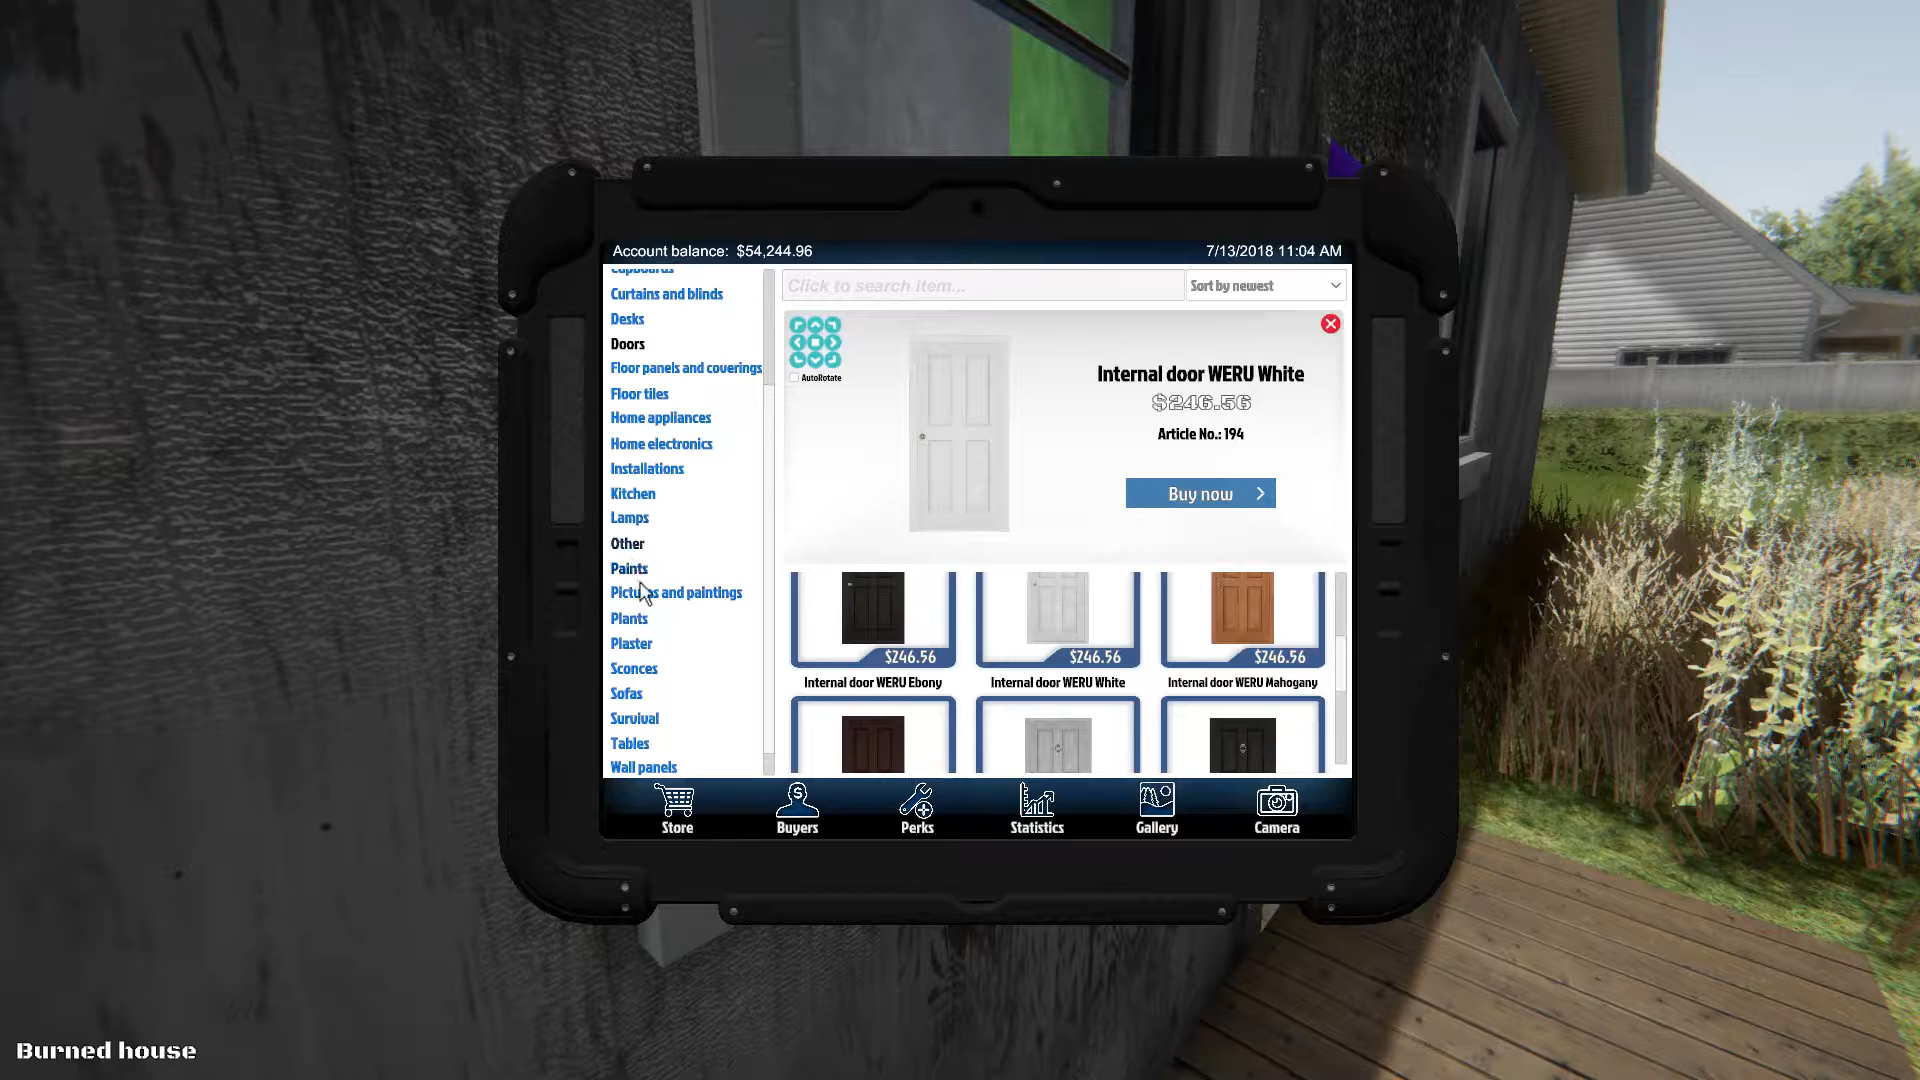 Account balance: $54,244.96
7/13/2018 11:04 AM
Cupboards
Curtains and blinds
Desks
Doors
Floor panels and coverings
Floor tiles
Home appliances
Home electronics
Installations
Kitchen
Lamps
Other
Paints
Pictures and paintings
Plants
Plaster
Sconces
Sofas
Survival
Tables
Wall panels
Click to search item...
Sort by newest
AutoRotate
Internal door WERU White
$246.56
Article No.: 194
Buy now
$246.56
$246.56
$246.56
Internal door WERU Ebony
Internal door WERU White
Internal door WERU Mahogany
Store
Buyers
Perks
Statistics
Gallery
Camera
Burned house